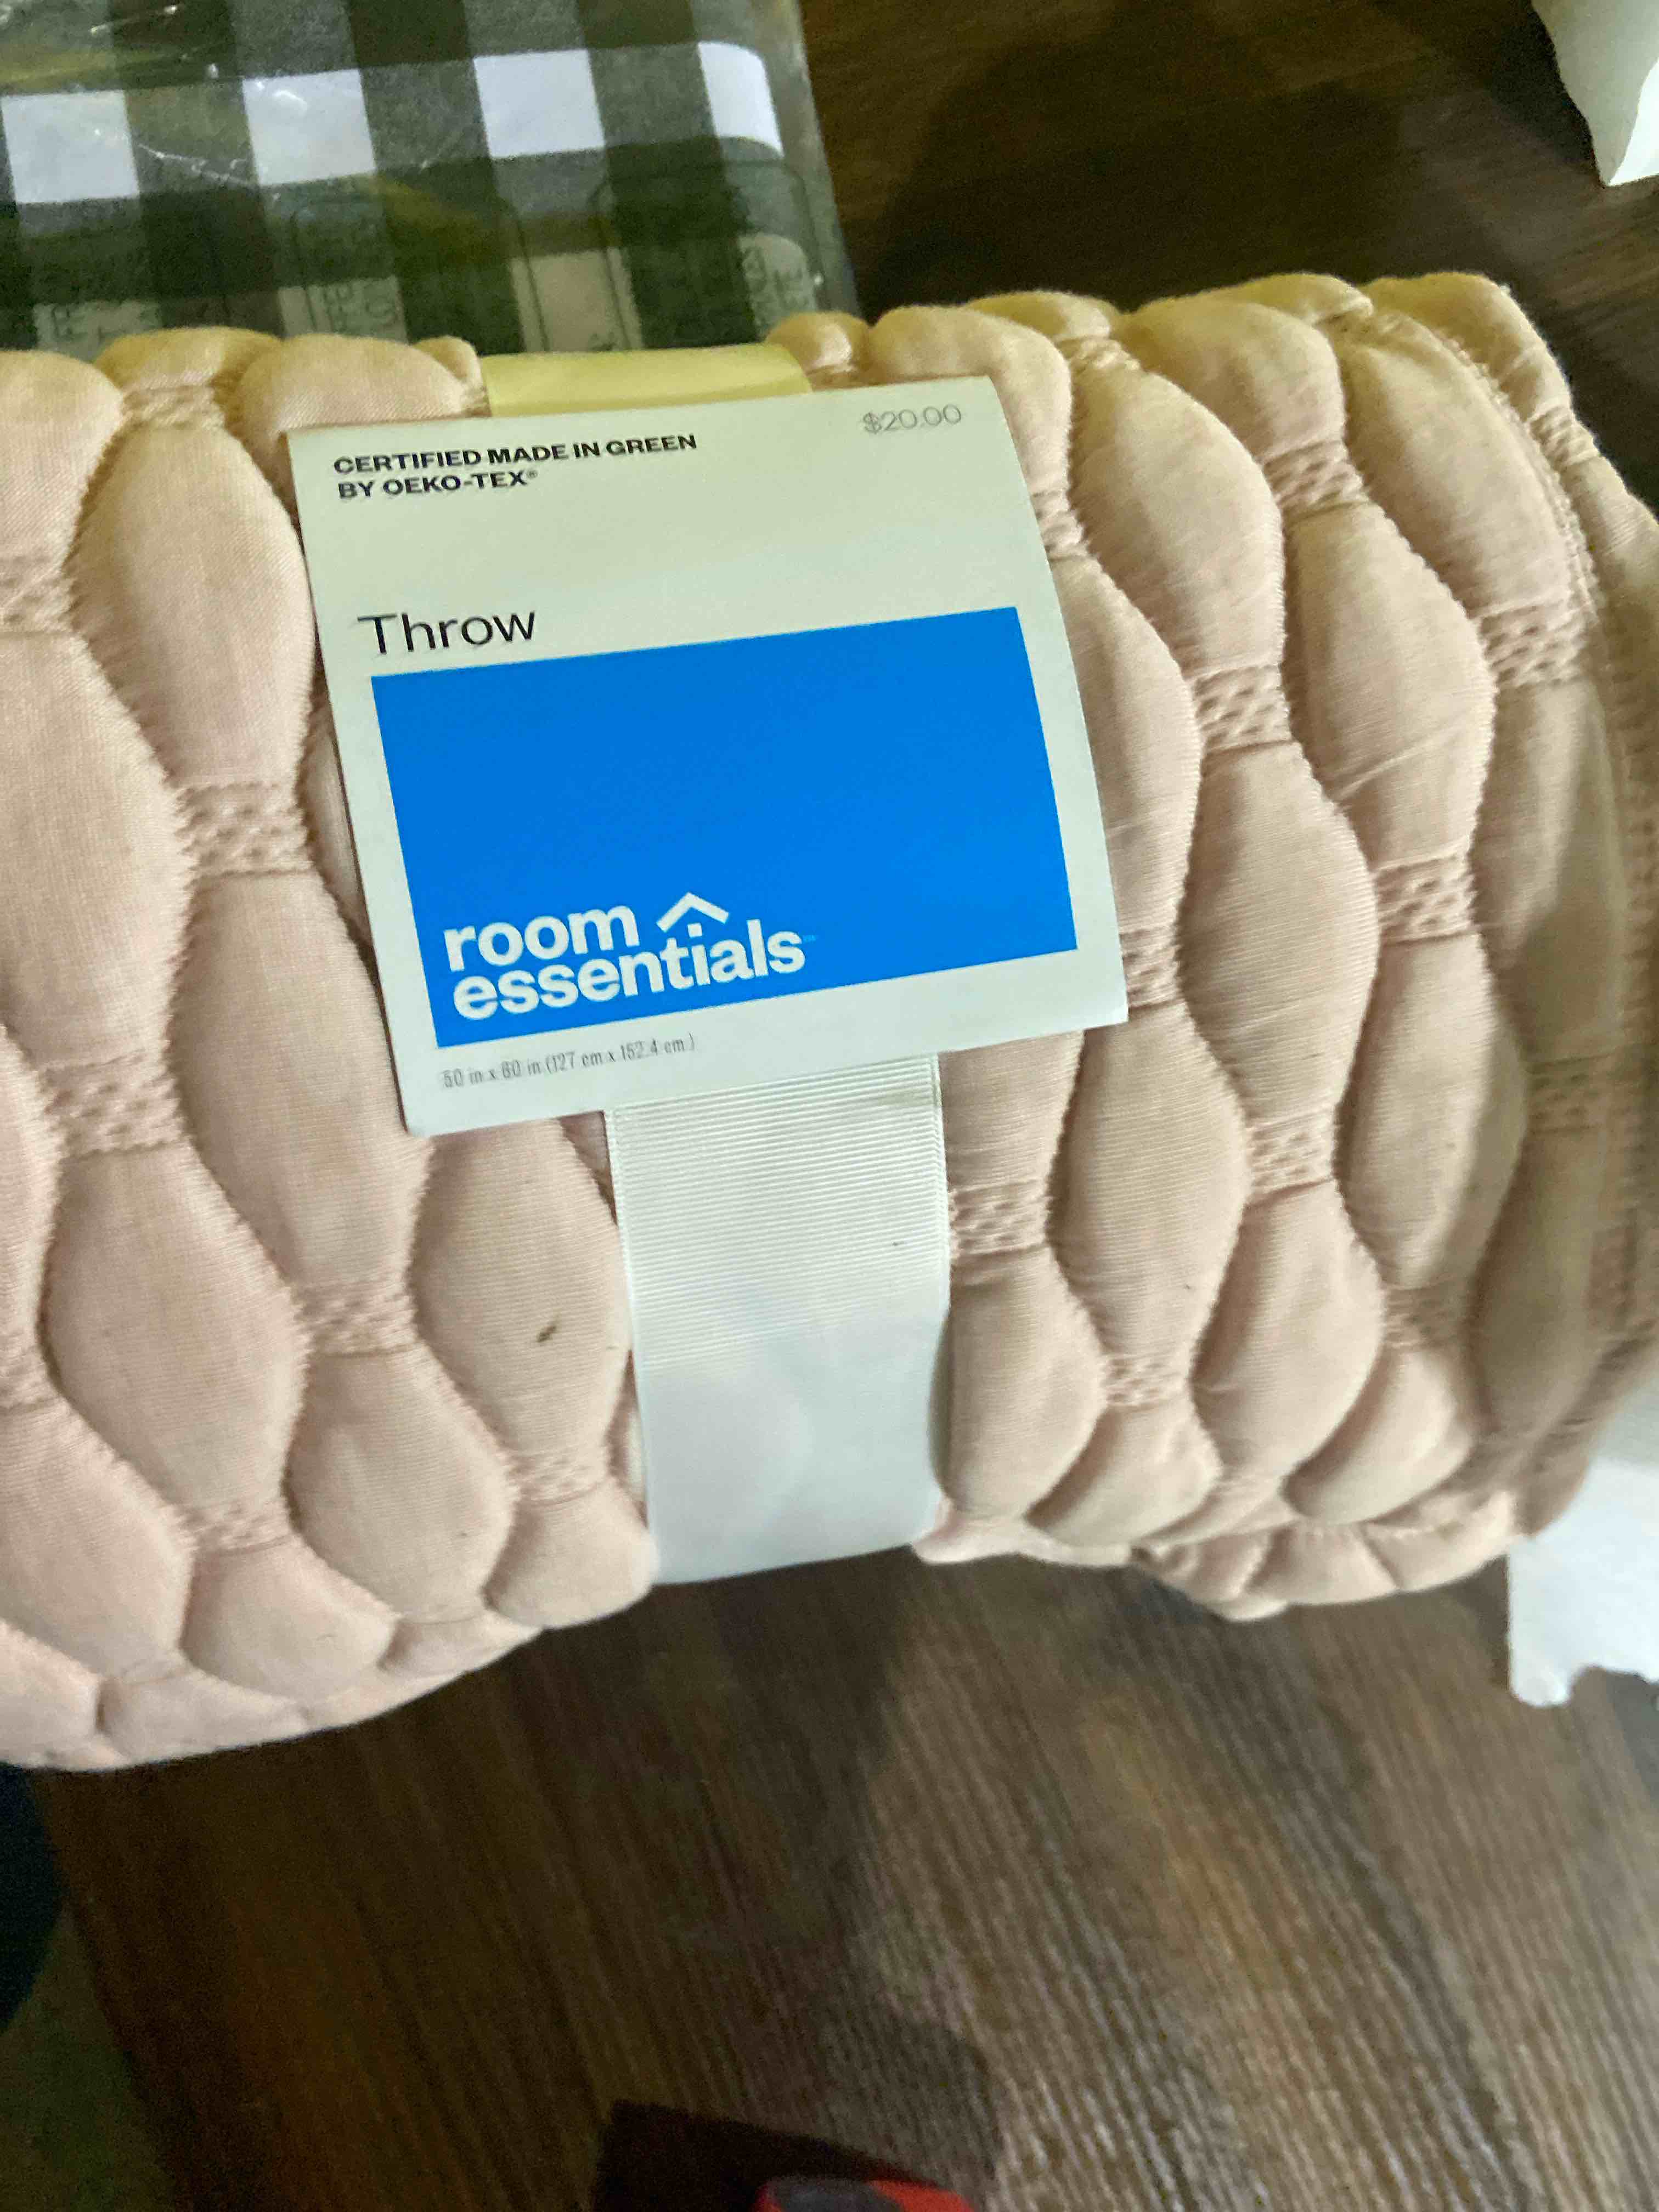 $20.00
CERTIFIED MADE IN GREEN
BY OEKO-TEX®
Throw
room
essentials
50 in x 60 in (127 cm x 152.4 cm)